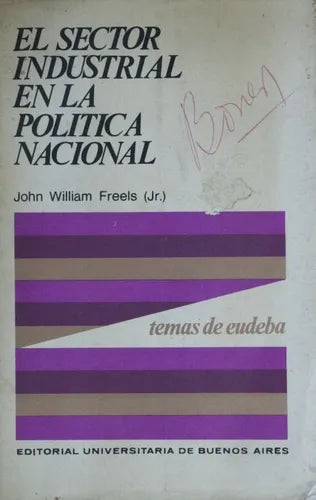 EL SECTOR
INDUSTRIAL
EN LA
POLITICA
NACIONAL
John William Freels (Jr.)
temas de eudeba
EDITORIAL UNIVERSITARIA DE BUENOS AIRES